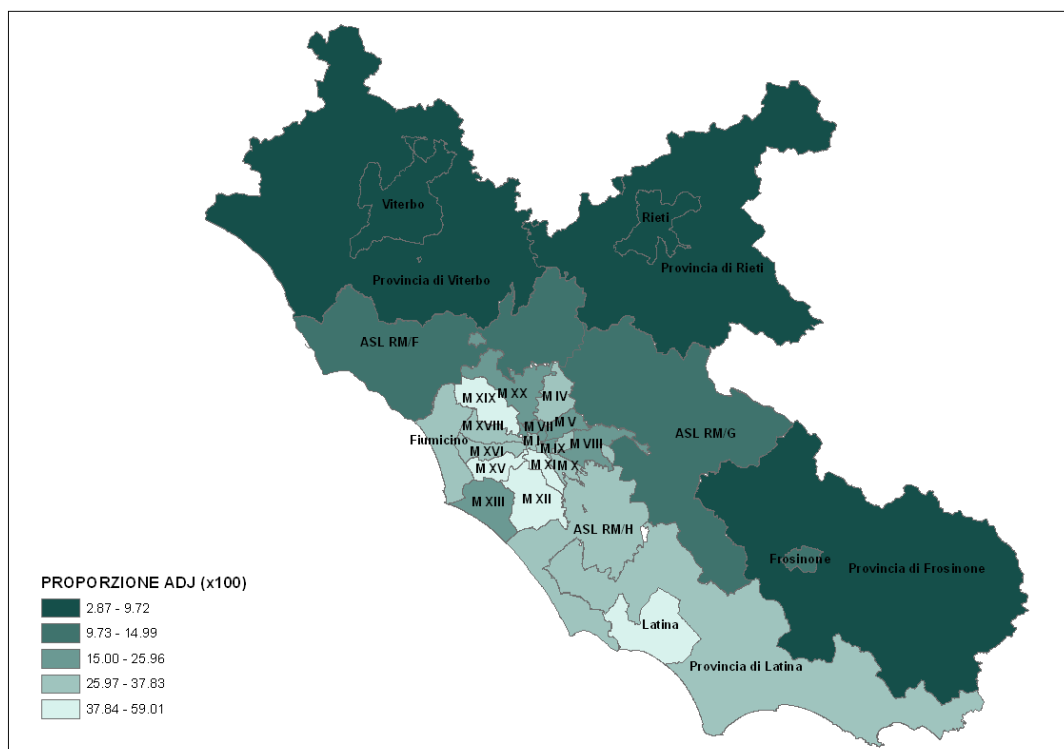 Viterbo
Rieti
Provincia di Rieti
Provincia di Viterbo
ASL RM/F
M XIX
M XX
M IV
M XVIII
M VII
M V
Fiumicino
M I
M IX
M VIII
ASL RM/G
M XVI
M XV
M XI
M X
M XIII
M XII
ASL RM/H
Frosinone
Provincia di Frosinone
Latina
Provincia di Latina
PROPORZIONE ADJ (x100)
2.87 - 9.72
9.73 - 14.99
15.00 - 25.96
25.97 - 37.83
37.84 - 59.01